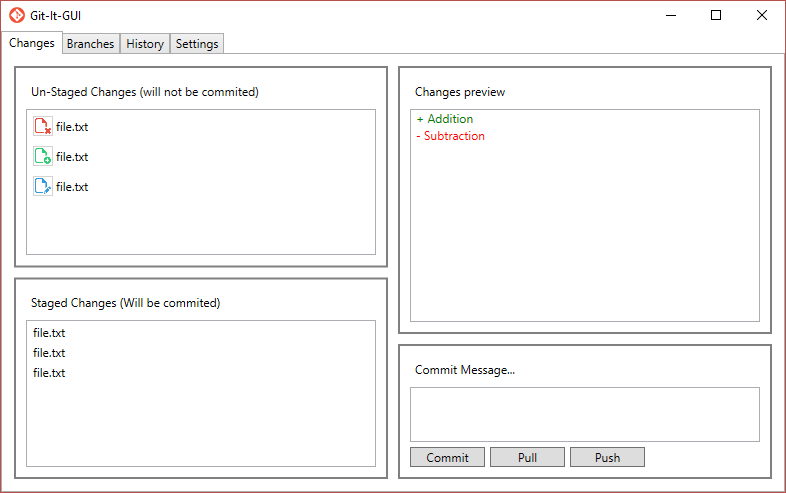 Git-It-GUI
Changes Branches History Settings
Un-Staged Changes (will not be commited)
file.txt
file.txt
file.txt
Staged Changes (Will be commited)
file.txt
file.txt
file.txt
Changes preview
+ Addition
- Subtraction
Commit Message...
Commit Pull Push